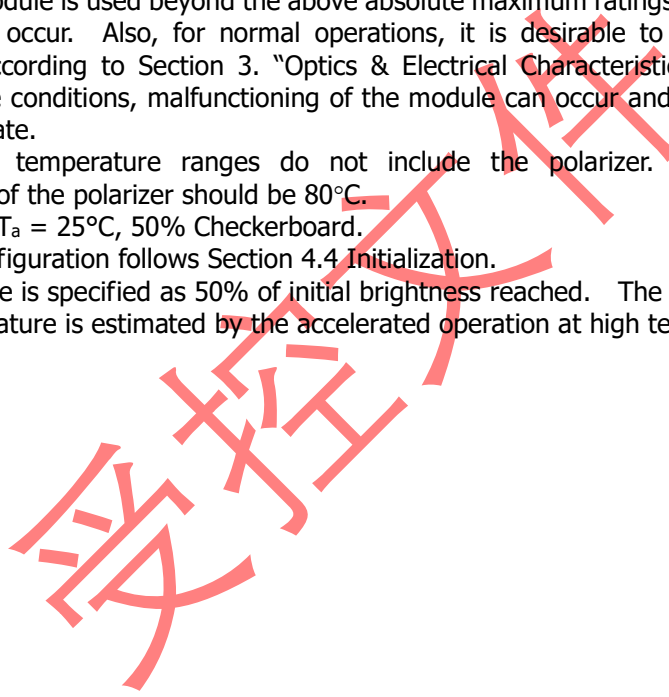 odule is used beyond the above absolute maximum ratings
occur. Also, for normal operations, it is desirable to
ccording to Section 3. “Optics & Electrical Characteristic
e conditions, malfunctioning of the module can occur and
ate.
temperature ranges do not include the polarizer.
of the polarizer should be 80°C.
Ta = 25°C, 50% Checkerboard.
figuration follows Section 4.4 Initialization.
e is specified as 50% of initial brightness reached. The
ature is estimated by the accelerated operation at high te
受控文件